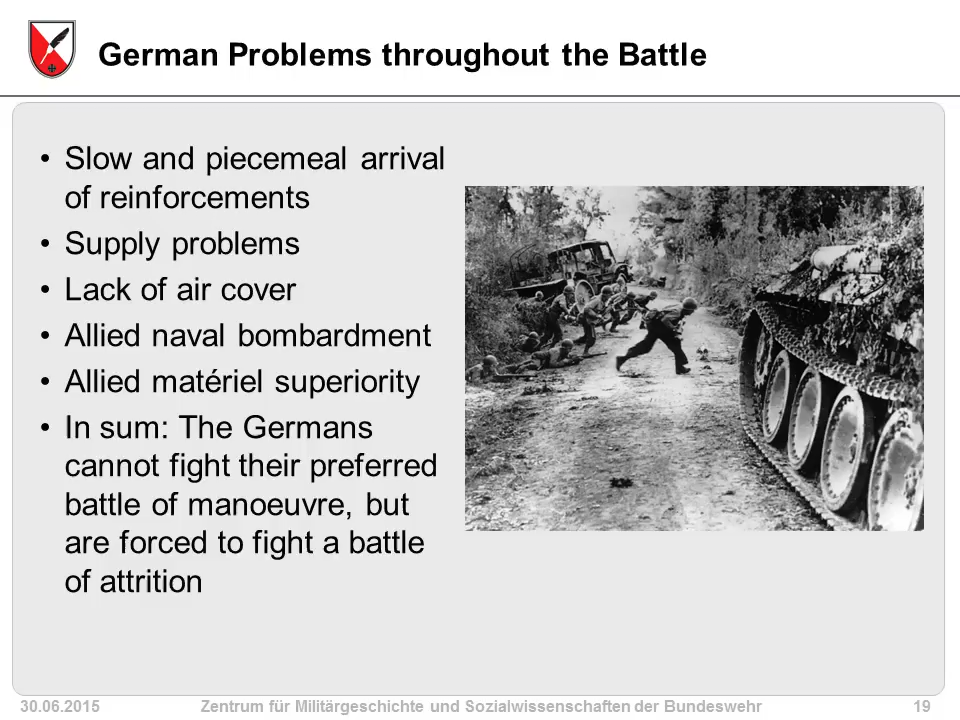 German Problems throughout the Battle
• Slow and piecemeal arrival
of reinforcements
• Supply problems
• Lack of air cover
• Allied naval bombardment
• Allied matériel superiority
• In sum: The Germans
cannot fight their preferred
battle of manoeuvre, but
are forced to fight a battle
of attrition
30.06.2015 Zentrum für Militärgeschichte und Sozialwissenschaften der Bundeswehr 19